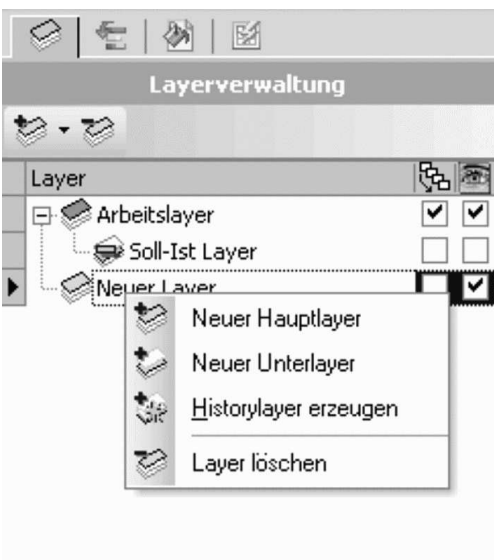 Layerverwaltung
Layer
Arbeitslayer
Soll-Ist Layer
Neuer Layer
Neuer Hauptlayer
Neuer Unterlayer
Historylayer erzeugen
Layer löschen